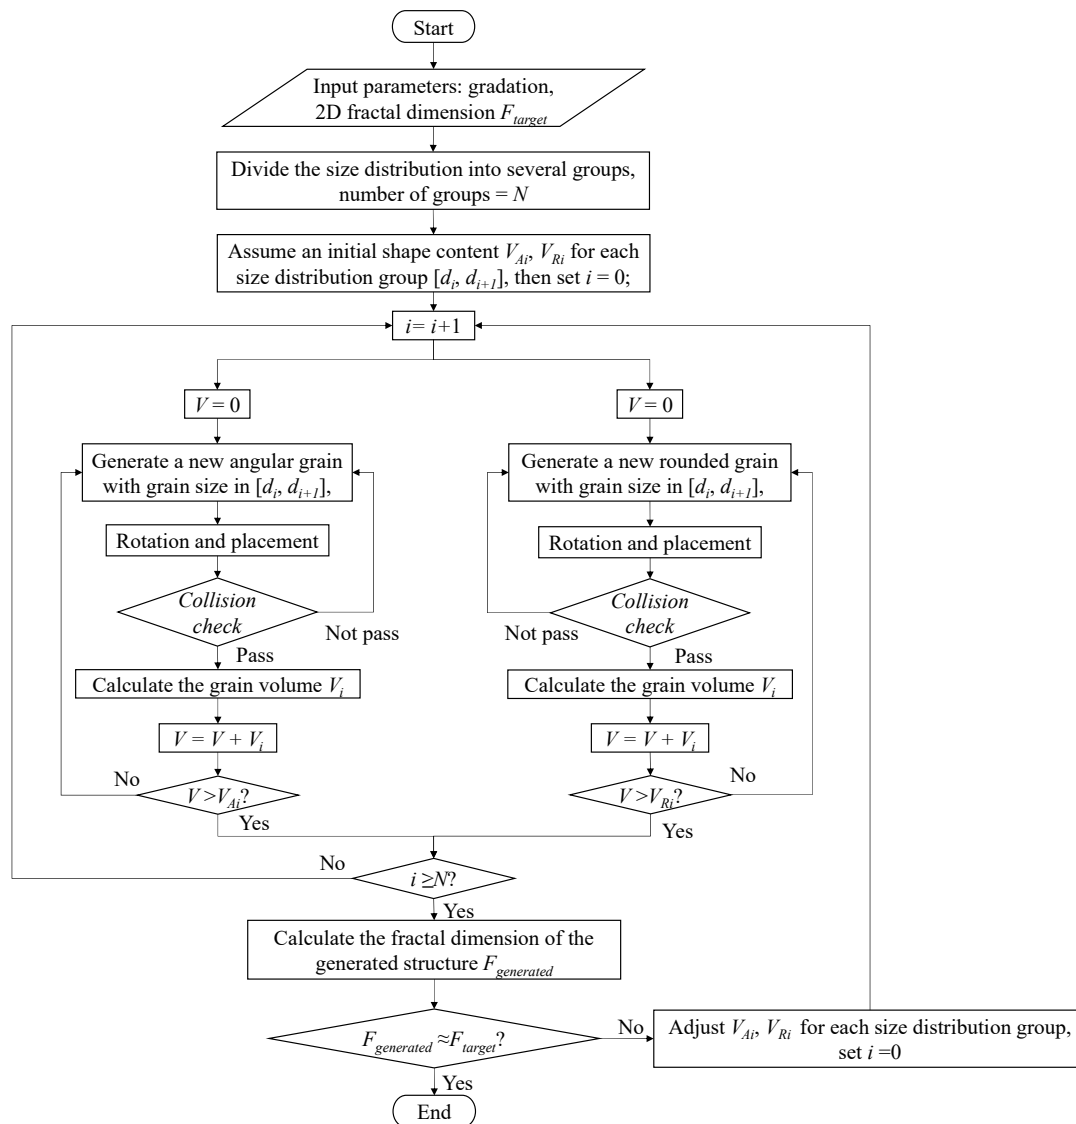 Start
Input parameters: gradation,
2D fractal dimension F_target
Divide the size distribution into several groups,
number of groups = N
Assume an initial shape content V_Ai, V_Ri for each
size distribution group [d_i, d_i+1], then set i = 0;
i= i+1
V = 0
V = 0
Generate a new angular grain
with grain size in [d_i, d_i+1],
Generate a new rounded grain
with grain size in [d_i, d_i+1],
Rotation and placement
Rotation and placement
Collision
check
Not pass
Collision
check
Not pass
Pass
Pass
Calculate the grain volume V_i
Calculate the grain volume V_i
V = V + V_i
V = V + V_i
No
V >V_Ai?
Yes
V >V_Ri?
No
Yes
No
i ≥N?
Yes
Calculate the fractal dimension of the
generated structure F_generated
F_generated ≈F_target?
No
Adjust V_Ai, V_Ri for each size distribution group,
set i =0
Yes
End